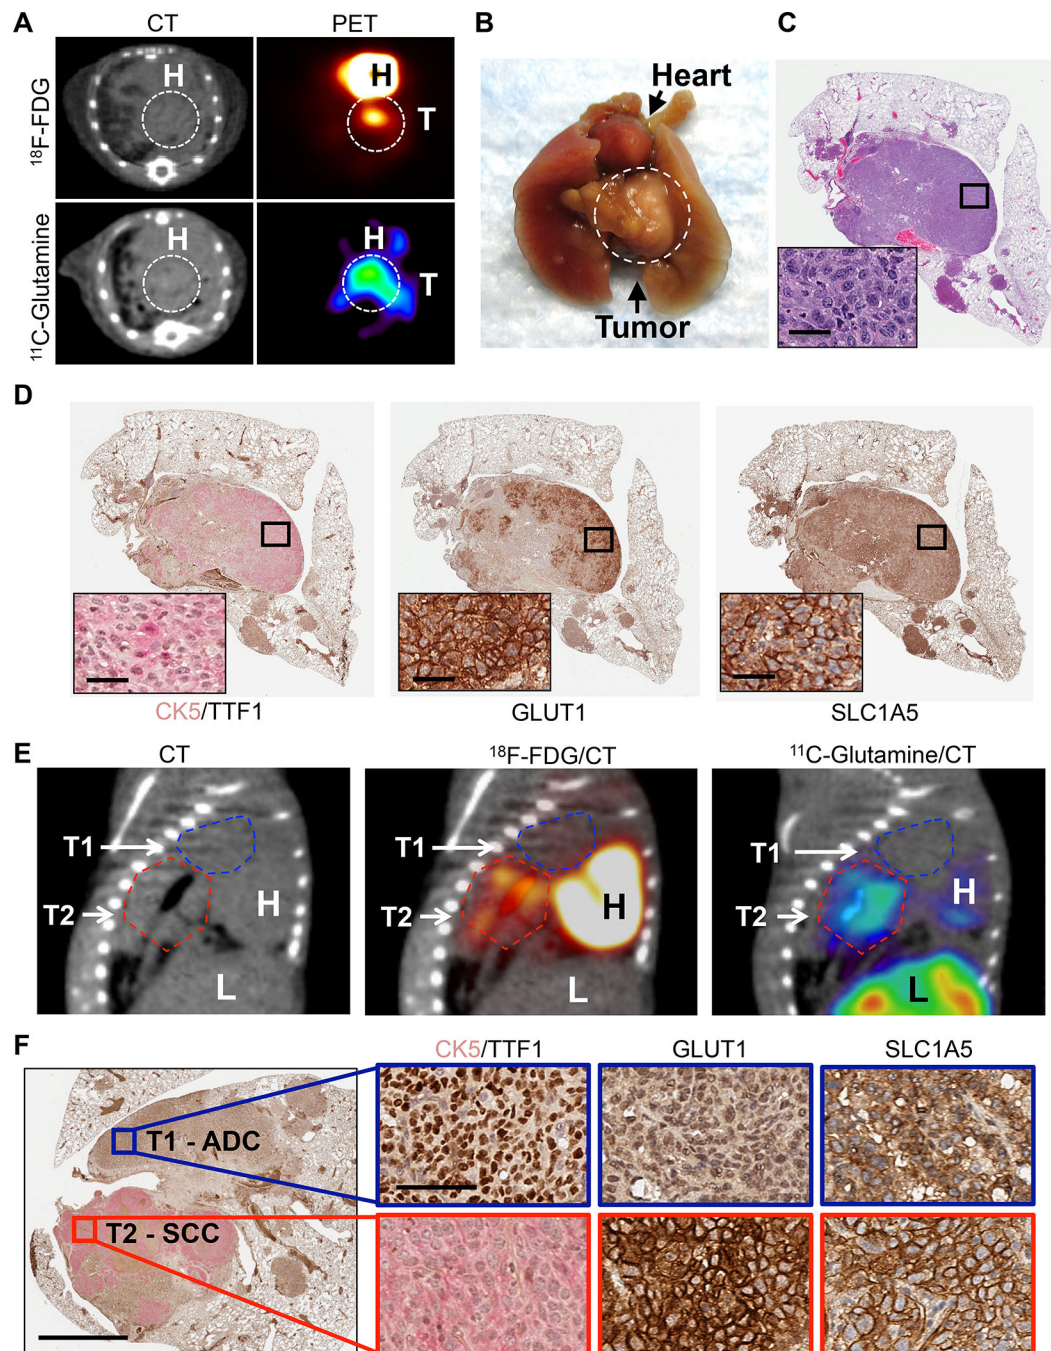 A
CT
PET
¹⁸F-FDG
H
H
T
¹¹C-Glutamine
H
H
T
B
Heart
Tumor
C
D
CK5/TTF1
GLUT1
SLC1A5
E
CT
¹⁸F-FDG/CT
¹¹C-Glutamine/CT
T1
T2
H
L
T1
T2
H
L
T1
T2
H
L
F
CK5/TTF1
GLUT1
SLC1A5
T1 - ADC
T2 - SCC